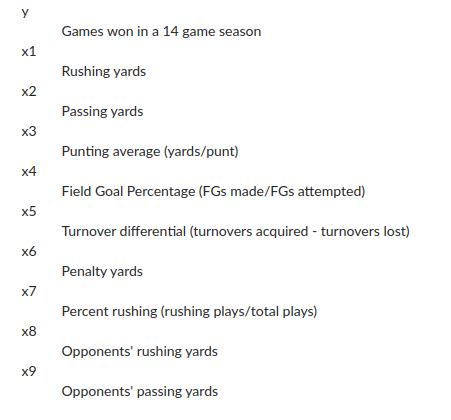 y
Games won in a 14 game season
x1
Rushing yards
x2
Passing yards
x3
Punting average (yards/punt)
x4
Field Goal Percentage (FGs made/FGs attempted)
x5
Turnover differential (turnovers acquired - turnovers lost)
x6
Penalty yards
x7
Percent rushing (rushing plays/total plays)
x8
Opponents' rushing yards
x9
Opponents' passing yards